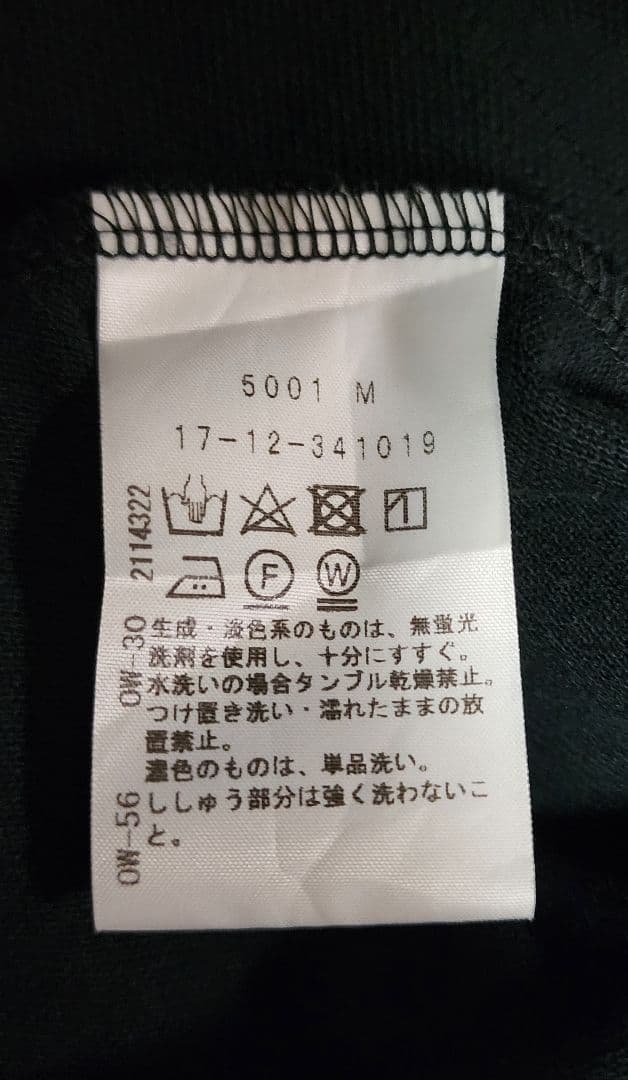 5001 M
17-12-341019
F W
生成・淡色系のものは、無蛍光
洗剤を使用し、十分にすすぐ。
水洗いの場合タンブル乾燥禁止。
つけ置き洗い・濡れたままの放
置禁止。
濃色のものは、単品洗い。
ししゅう部分は強く洗わないこ
と。
2114322
OW-30
OW-56